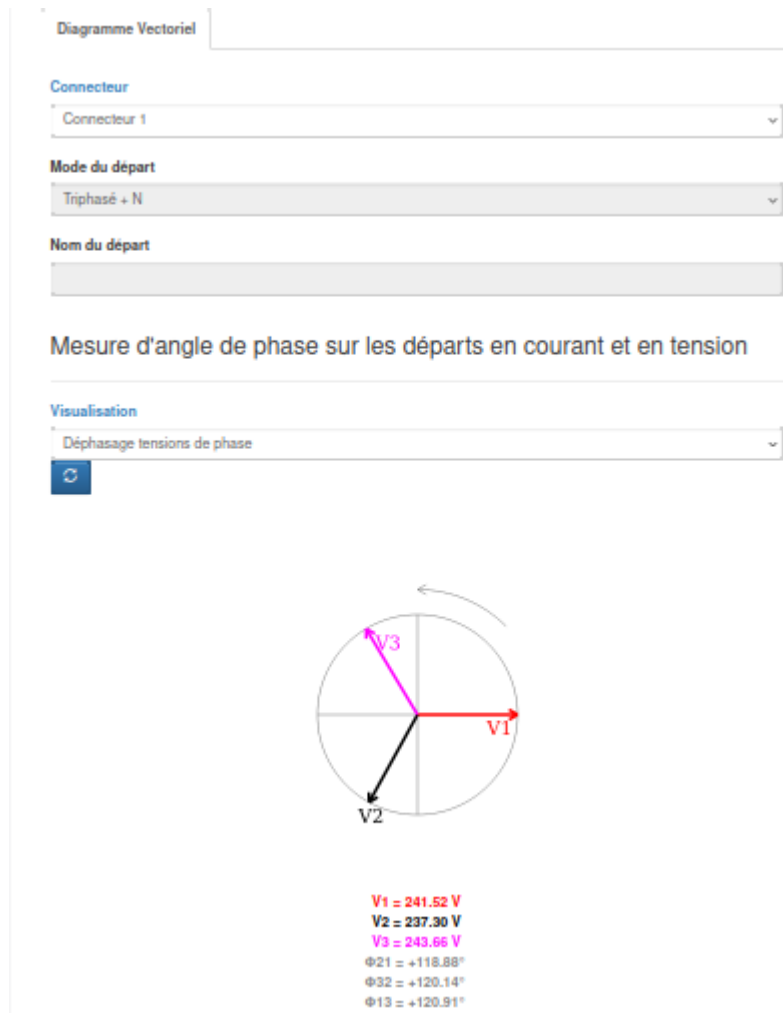 Diagramme Vectoriel
Connecteur
Connecteur 1
Mode du départ
Triphasé + N
Nom du départ
Mesure d'angle de phase sur les départs en courant et en tension
Visualisation
Déphasage tensions de phase
V3
V1
V2
V1 = 241.52 V
V2 = 237.30 V
V3 = 243.66 V
Φ21 = +118.88°
Φ32 = +120.14°
Φ13 = +120.91°